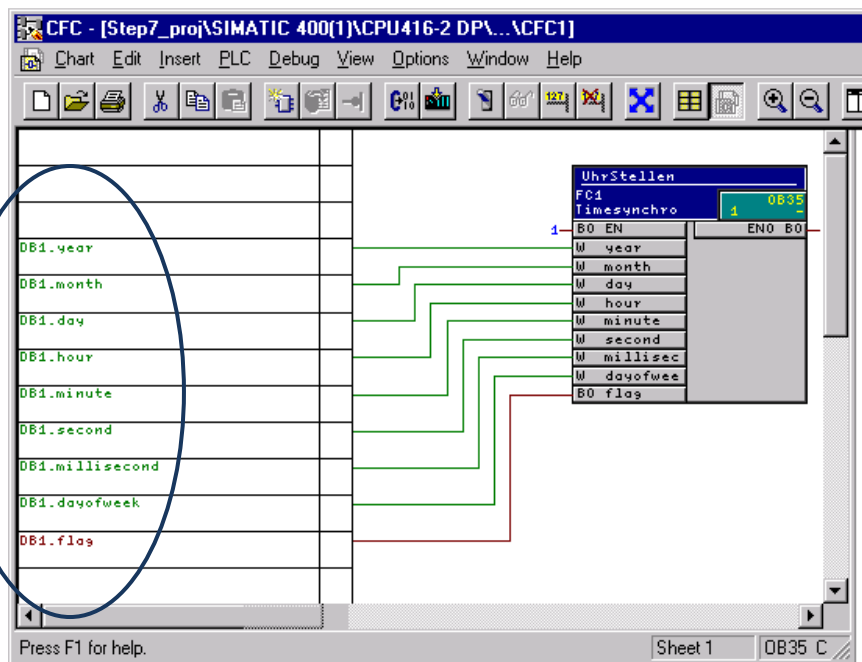 CFC - [Step7_proj\SIMATIC 400(1)\CPU416-2 DP\...\CFC1]
Chart Edit Insert PLC Debug View Options Window Help
UhrStellen
FC1
Timesynchro
OB35
1 -
1 BO EN ENO BO
DB1.year
W year
DB1.month
W month
DB1.day
W day
DB1.hour
W hour
DB1.minute
W minute
DB1.second
W second
DB1.millisecond
W millisec
DB1.dayofweek
W dayofwee
DB1.flag
BO flag
Press F1 for help.
Sheet 1
OB35 C